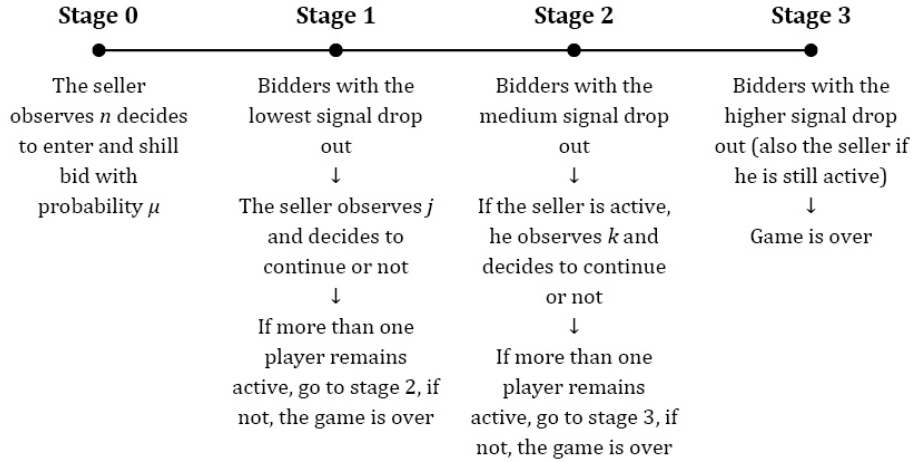 Stage 0
The seller
observes n decides
to enter and shill
bid with
probability μ
Stage 1
Bidders with the
lowest signal drop
out
↓
The seller observes j
and decides to
continue or not
↓
If more than one
player remains
active, go to stage 2, if
not, the game is over
Stage 2
Bidders with the
medium signal drop
out
↓
If the seller is active,
he observes k and
decides to continue
or not
↓
If more than one
player remains
active, go to stage 3, if
not, the game is over
Stage 3
Bidders with the
higher signal drop
out (also the seller if
he is still active)
↓
Game is over